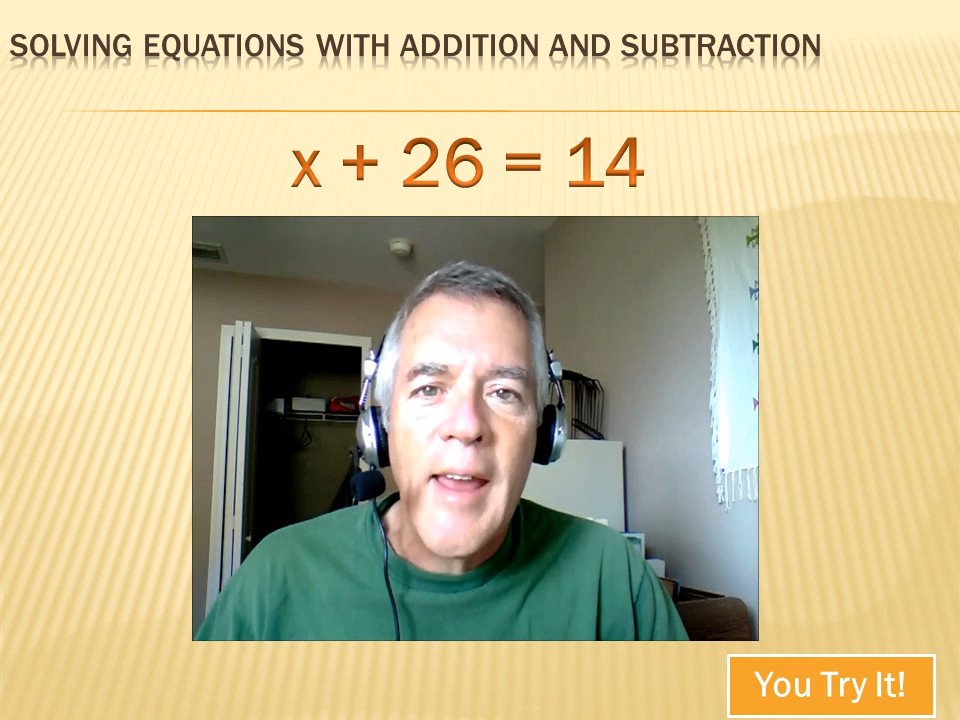 SOLVING EQUATIONS WITH ADDITION AND SUBTRACTION
x + 26 = 14
You Try It!